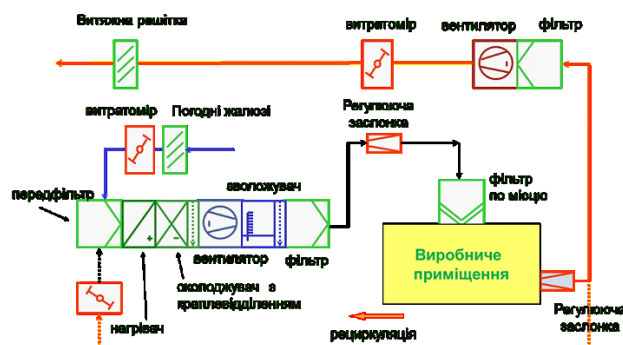 Витяжна решітка
витратомір
вентилятор
фільтр
витратомір
Погодні жалюзі
Регулююча
заслонка
передфільтр
зволожувач
фільтр
по місцю
вентилятор
фільтр
Виробниче
приміщення
охолоджувач з
краплевідділенням
нагрівач
рециркуляція
Регулююча
заслонка